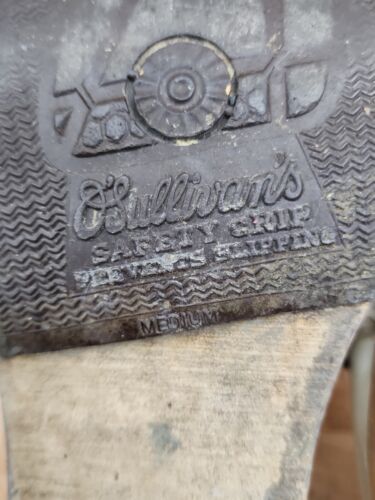 O'Sullivan's
SAFETY GRIP
PREVENTS SLIPPING
MEDIUM